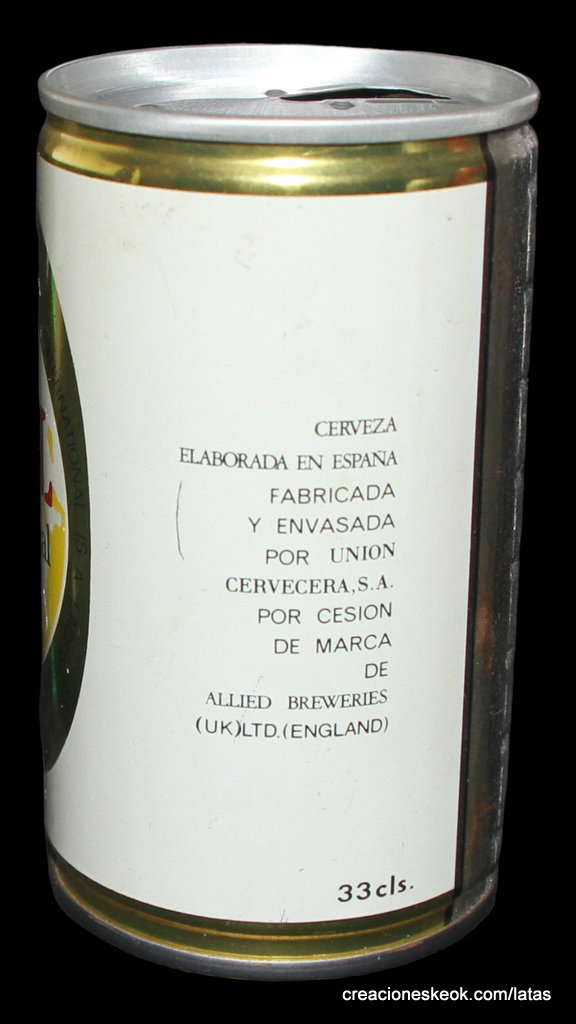 CERVEZA
ELABORADA EN ESPAÑA
FABRICADA
Y ENVASADA
POR UNION
CERVECERA, S.A.
POR CESION
DE MARCA
DE
ALLIED BREWERIES
(UK)LTD.(ENGLAND)
33cls.
creacioneskeok.com/latas